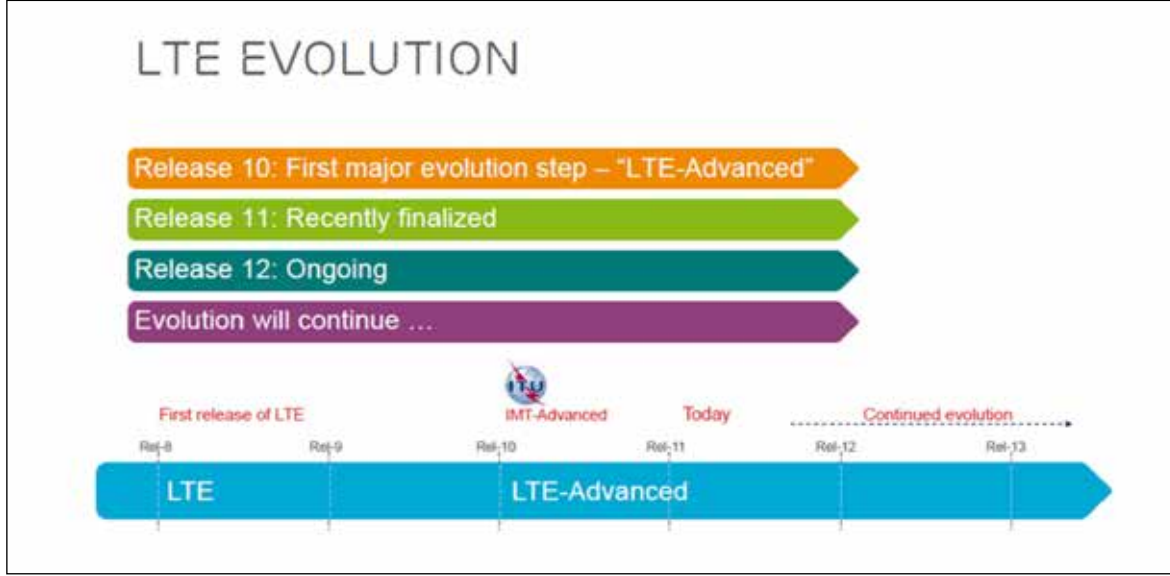 LTE EVOLUTION
Release 10: First major evolution step – “LTE-Advanced”
Release 11: Recently finalized
Release 12: Ongoing
Evolution will continue …
ITU
First release of LTE
IMT-Advanced
Today
Continued evolution
Rel-8
Rel-9
Rel-10
Rel-11
Rel-12
Rel-13
LTE
LTE-Advanced